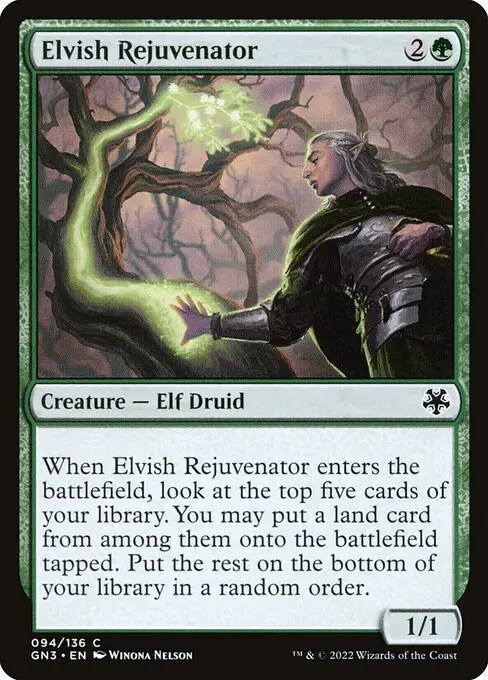 Elvish Rejuvenator 2
Creature — Elf Druid
When Elvish Rejuvenator enters the
battlefield, look at the top five cards of
your library. You may put a land card
from among them onto the battlefield
tapped. Put the rest on the bottom of
your library in a random order.
1/1
094/136 C
GN3 • EN Winona Nelson
™ & © 2022 Wizards of the Coast